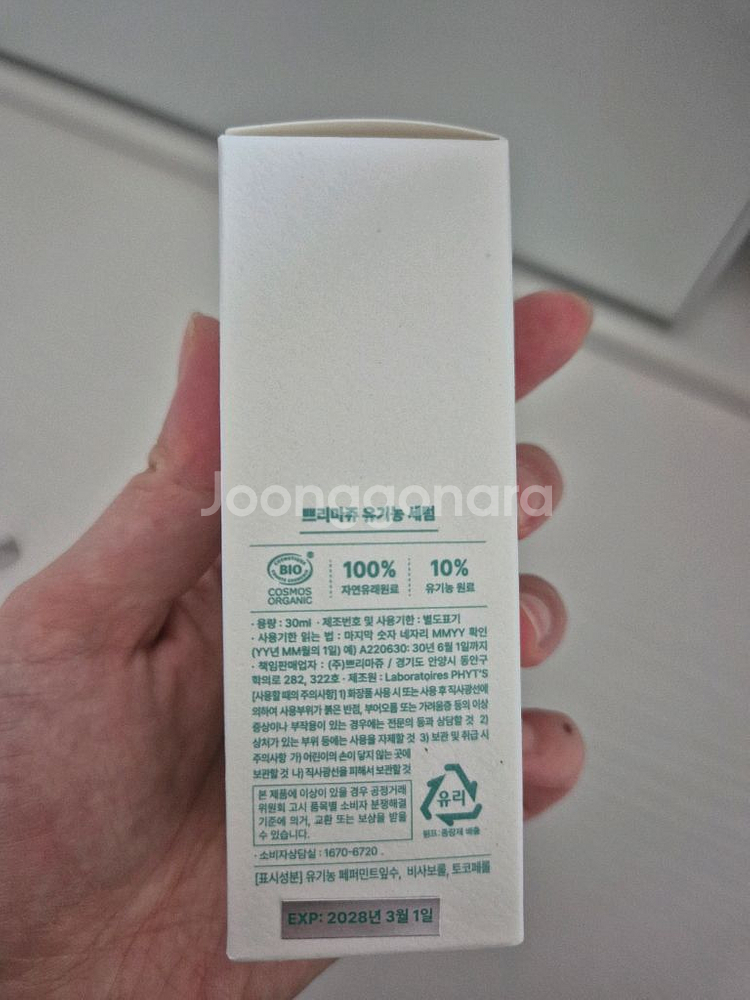 Joonggonara
쁘리마쥬 유기농 세럼
COSMETIQUE
BIO
®
COSMOS
ORGANIC
100%
자연유래원료
10%
유기농 원료
· 용량 : 30ml · 제조번호 및 사용기한 : 별도표기
· 사용기한 읽는 법 : 마지막 숫자 네자리 MMYY 확인
(YY년 MM월의 1일) 예) A220630: 30년 6월 1일까지
· 책임판매업자 : (주)쁘리마쥬 / 경기도 안양시 동안구
학의로 282, 322호 · 제조원 : Laboratoires PHYT'S
[사용할 때의 주의사항] 1) 화장품 사용 시 또는 사용 후 직사광선에
의하여 사용부위가 붉은 반점, 부어오름 또는 가려움증 등의 이상
증상이나 부작용이 있는 경우에는 전문의 등과 상담할 것 2)
상처가 있는 부위 등에는 사용을 자제할 것 3) 보관 및 취급 시
주의사항 가) 어린이의 손이 닿지 않는 곳에
보관할 것 나) 직사광선을 피해서 보관할 것
본 제품에 이상이 있을 경우 공정거래
위원회 고시 품목별 소비자 분쟁해결
기준에 의거, 교환 또는 보상을 받을
수 있습니다.
유리
펌프: 종량제 배출
· 소비자상담실 : 1670-6720
[표시성분] 유기농 페퍼민트잎수, 비사보롤, 토코페롤
EXP: 2028년 3월 1일